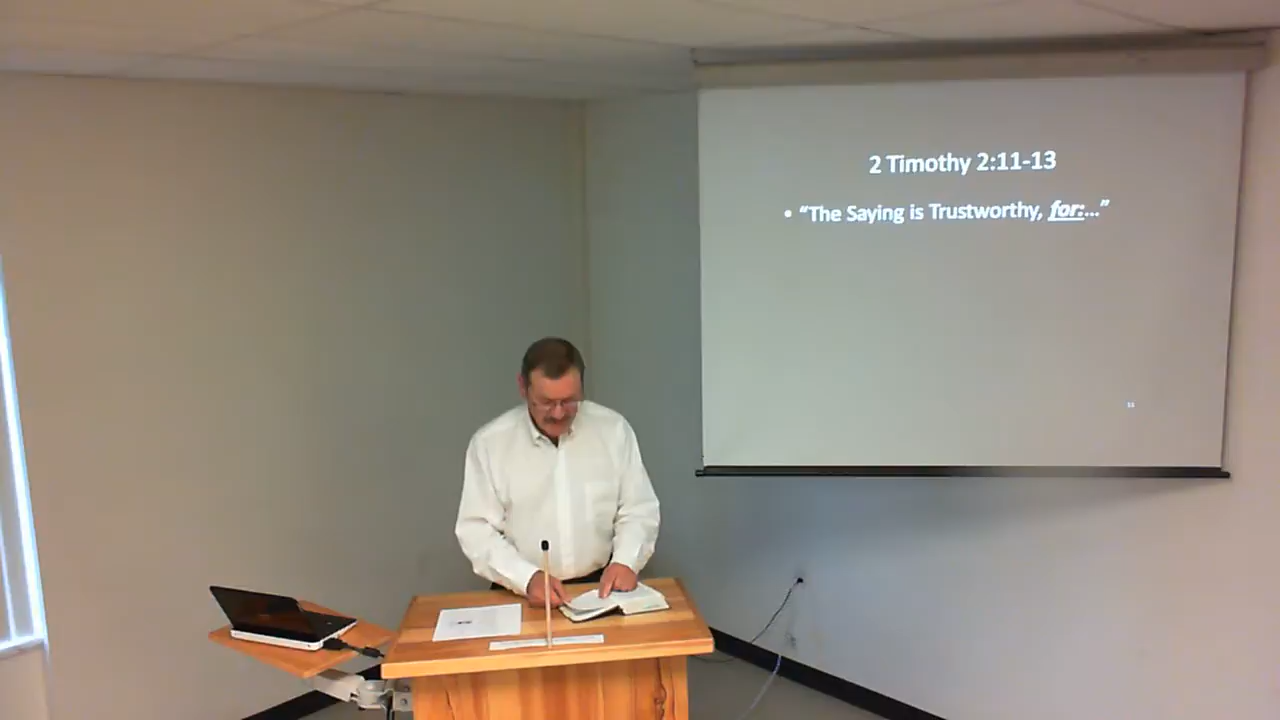 2 Timothy 2:11-13
• “The Saying is Trustworthy, for:...”